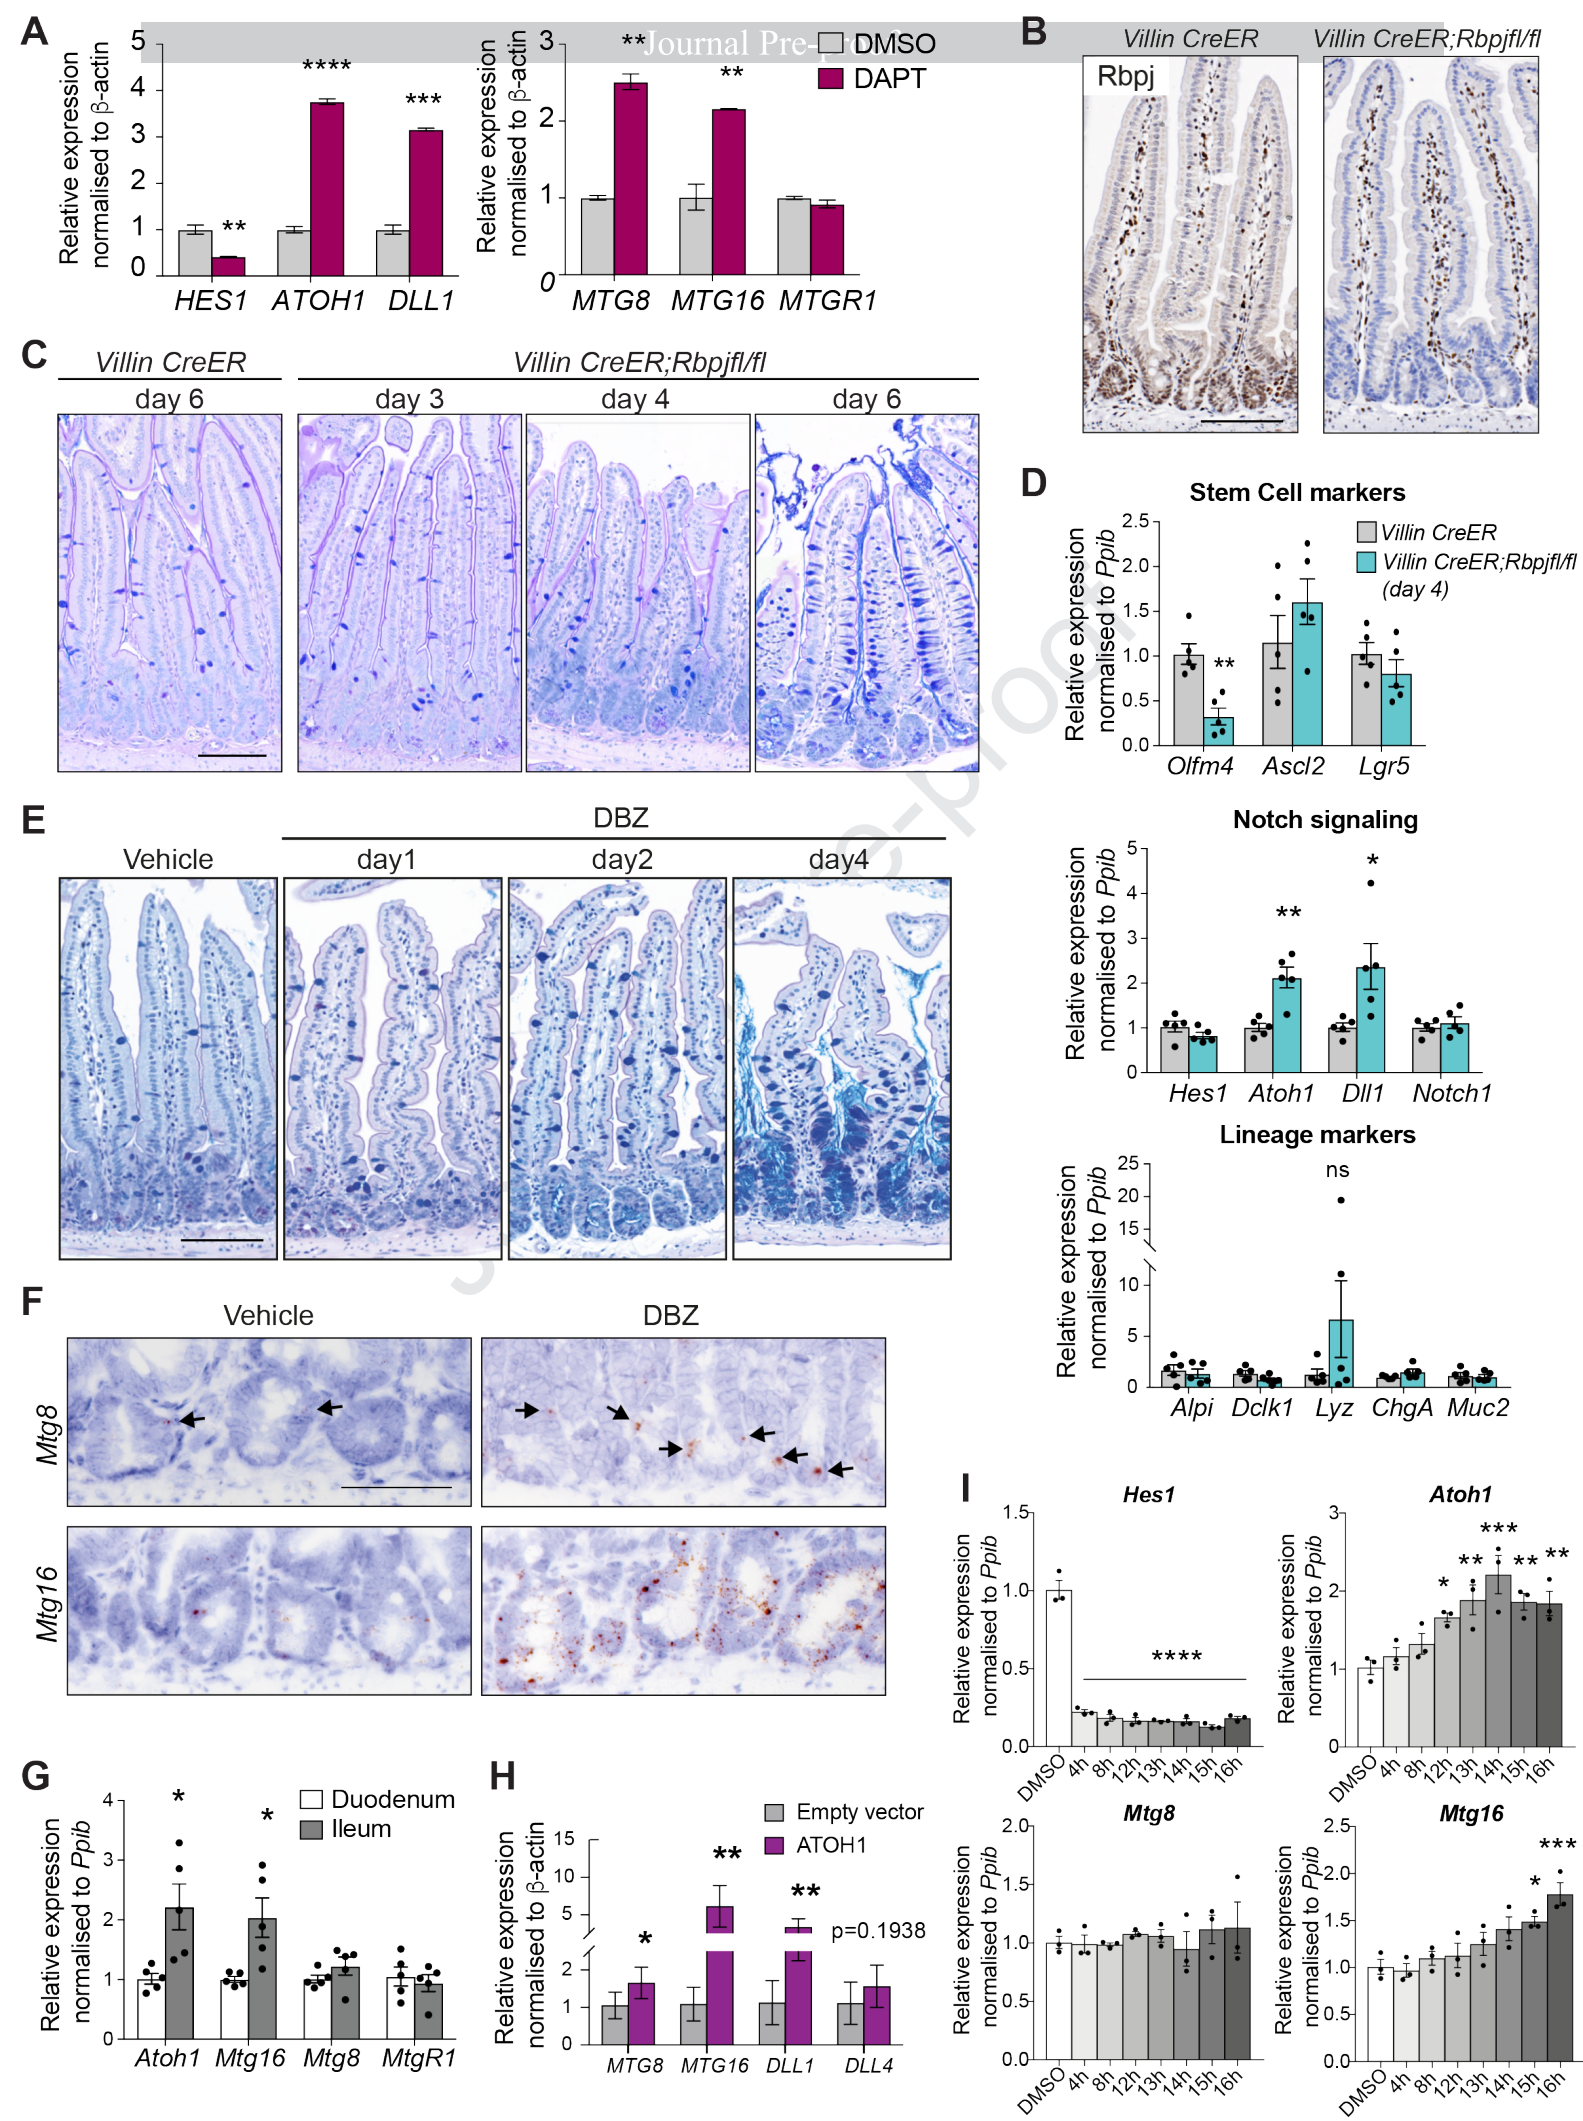 Journal Pre-proof
A
Relative expression
normalised to β-actin
5
4
3
2
1
0
****
***
**
HES1 ATOH1 DLL1
Relative expression
normalised to β-actin
3
2
1
0
**
**
MTG8 MTG16 MTGR1
DMSO
DAPT
B
Villin CreER
Villin CreER;Rbpjfl/fl
Rbpj
C
Villin CreER
Villin CreER;Rbpjfl/fl
day 6
day 3
day 4
day 6
D
Stem Cell markers
Relative expression
normalised to Ppib
2.5
2.0
1.5
1.0
0.5
0.0
**
Villin CreER
Villin CreER;Rbpjfl/fl
(day 4)
Olfm4 Ascl2 Lgr5
Notch signaling
Relative expression
normalised to Ppib
5
4
3
2
1
0
**
*
Hes1 Atoh1 Dll1 Notch1
Lineage markers
Relative expression
normalised to Ppib
25
20
15
10
5
0
ns
Alpi Dclk1 Lyz ChgA Muc2
E
DBZ
Vehicle
day1
day2
day4
F
Vehicle
DBZ
Mtg8
Mtg16
G
Relative expression
normalised to Ppib
4
3
2
1
0
*
*
Duodenum
Ileum
Atoh1 Mtg16 Mtg8 MtgR1
H
Relative expression
normalised to β-actin
15
10
5
2
1
0
*
**
**
p=0.1938
Empty vector
ATOH1
MTG8 MTG16 DLL1 DLL4
I
Hes1
Relative expression
normalised to Ppib
1.5
1.0
0.5
0.0
****
DMSO 4h 8h 12h 13h 14h 15h 16h
Atoh1
Relative expression
normalised to Ppib
3
2
1
0
*
**
***
**
**
DMSO 4h 8h 12h 13h 14h 15h 16h
Mtg8
Relative expression
normalised to Ppib
2.0
1.5
1.0
0.5
0.0
DMSO 4h 8h 12h 13h 14h 15h 16h
Mtg16
Relative expression
normalised to Ppib
2.5
2.0
1.5
1.0
0.5
0.0
*
***
DMSO 4h 8h 12h 13h 14h 15h 16h